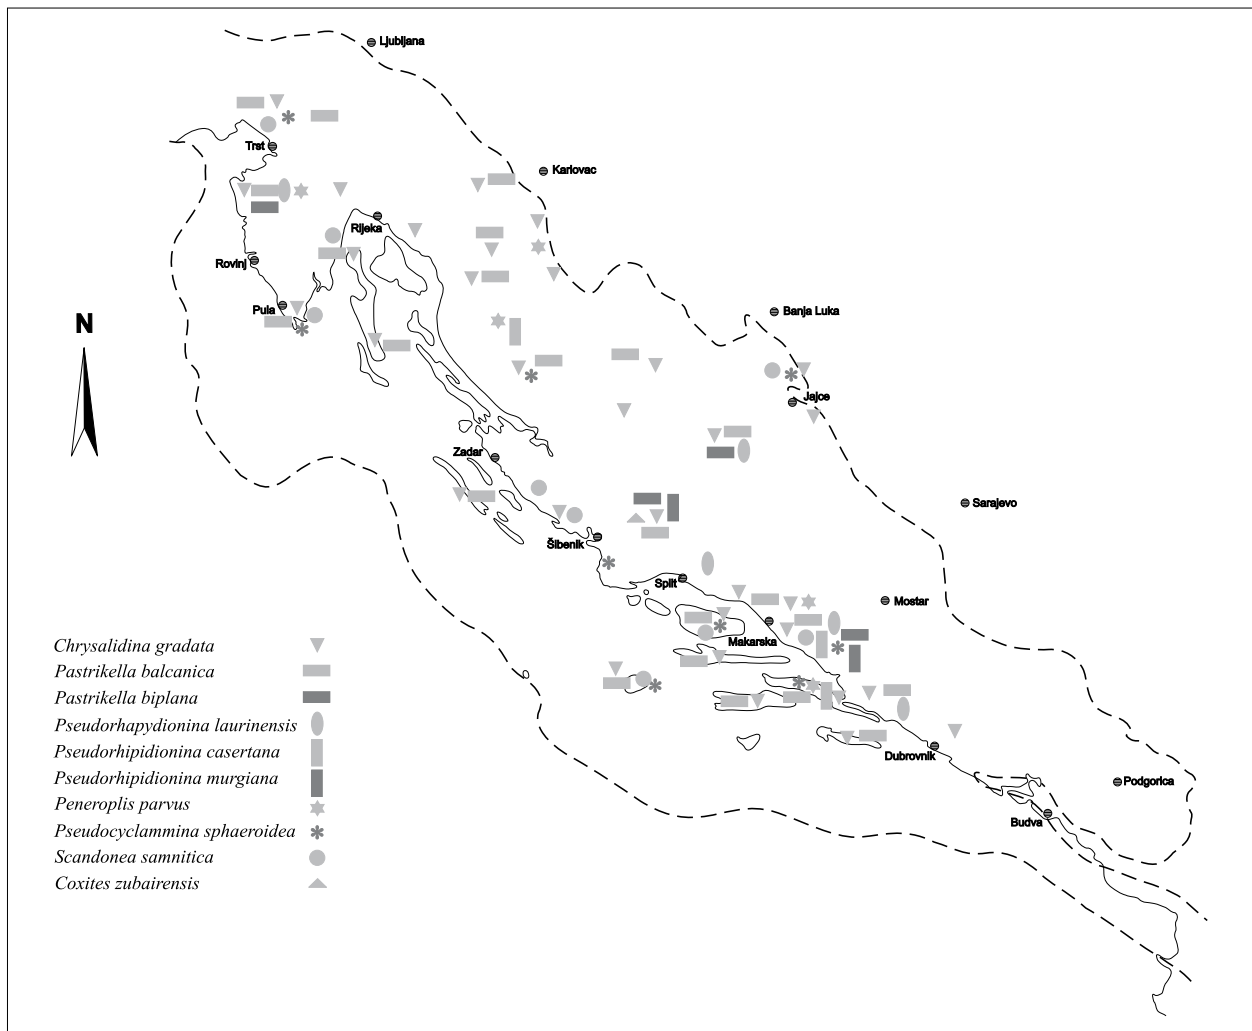 Ljubljana
Karlovac
Trst
Rijeka
Rovinj
Pula
Banja Luka
N
Jajce
Zadar
Sarajevo
Šibenik
Split
Mostar
Makarska
Chrysalidina gradata
Pastrikella balcanica
Pastrikella biplana
Pseudorhapydionina laurinensis
Pseudorhipidionina casertana
Pseudorhipidionina murgiana
Peneroplis parvus
Pseudocyclammina sphaeroidea
Scandonea samnitica
Coxites zubairensis
Dubrovnik
Podgorica
Budva